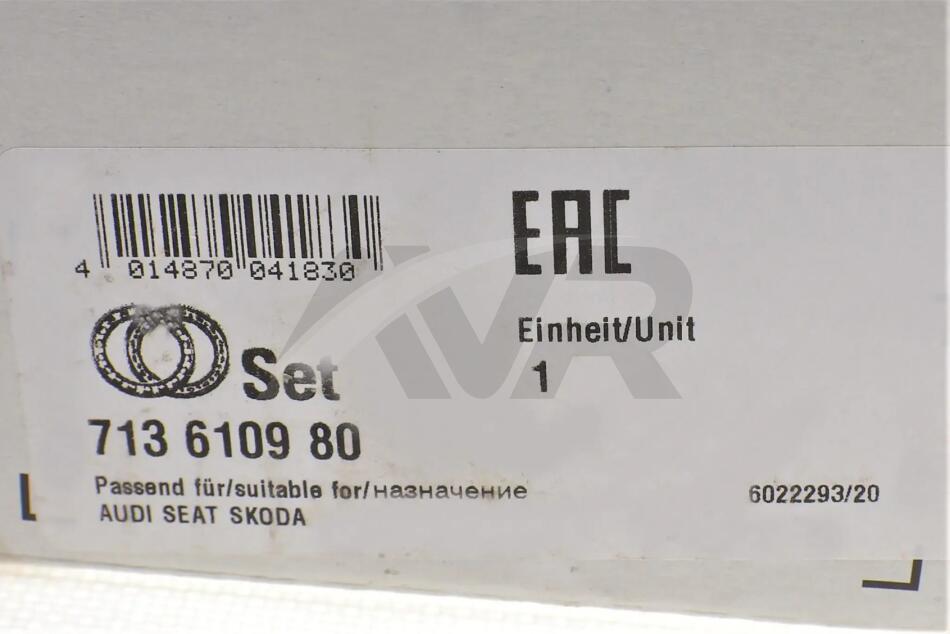 EAC
4 014870 041830
AVR
Einheit/Unit
Set
1
713 6109 80
Passend für/suitable for/назначение
6022293/20
AUDI SEAT SKODA